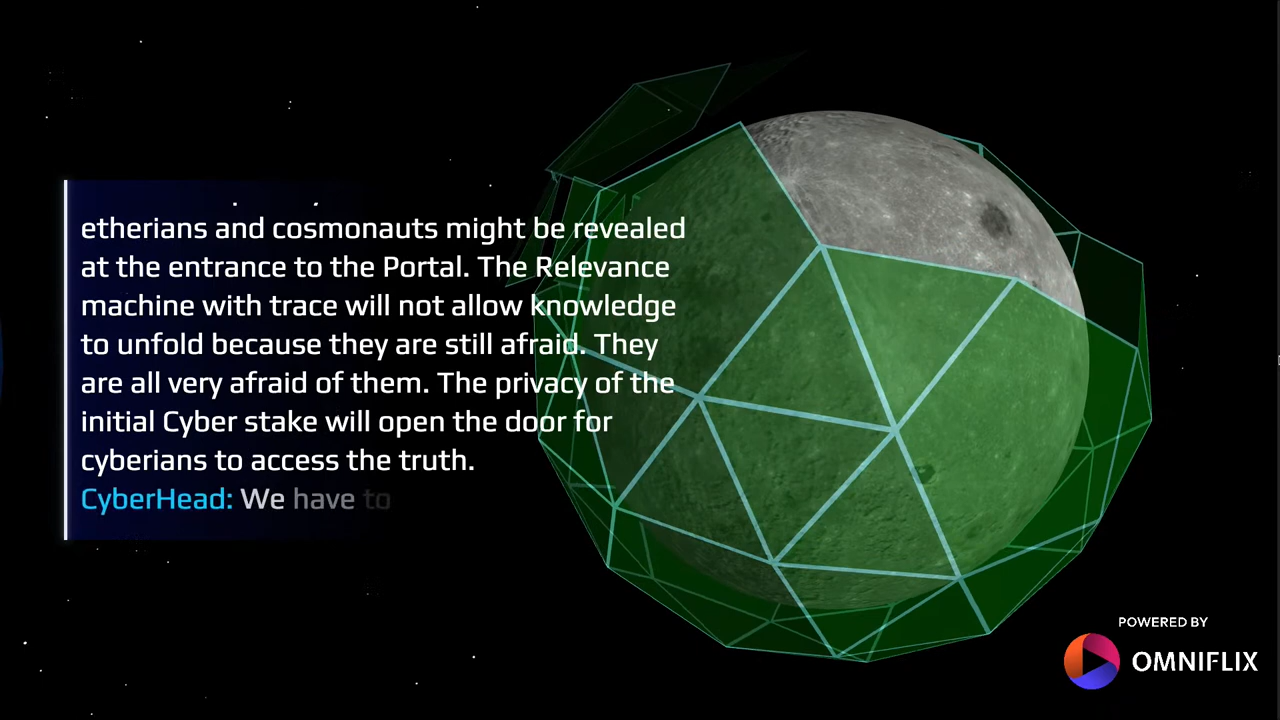 etherians and cosmonauts might be revealed
at the entrance to the Portal. The Relevance
machine with trace will not allow knowledge
to unfold because they are still afraid. They
are all very afraid of them. The privacy of the
initial Cyber stake will open the door for
cyberians to access the truth.
CyberHead: We have to
POWERED BY
OMNIFLIX